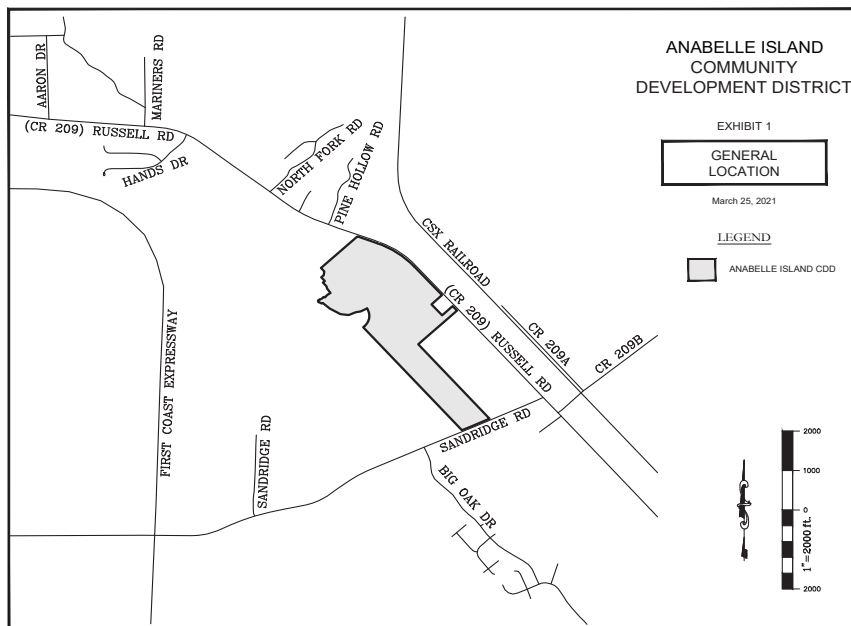 ANABELLE ISLAND
COMMUNITY
DEVELOPMENT DISTRICT
EXHIBIT 1
GENERAL
LOCATION
March 25, 2021
LEGEND
ANABELLE ISLAND CDD
AARON DR
MARINERS RD
(CR 209) RUSSELL RD
HANDS DR
NORTH FORK RD
PINE HOLLOW RD
CSX RAILROAD
(CR 209) RUSSELL RD
CR 209A
CR 209B
FIRST COAST EXPRESSWAY
SANDRIDGE RD
SANDRIDGE RD
BIG OAK DR
2000
1000
0
2000
1"=2000 ft.